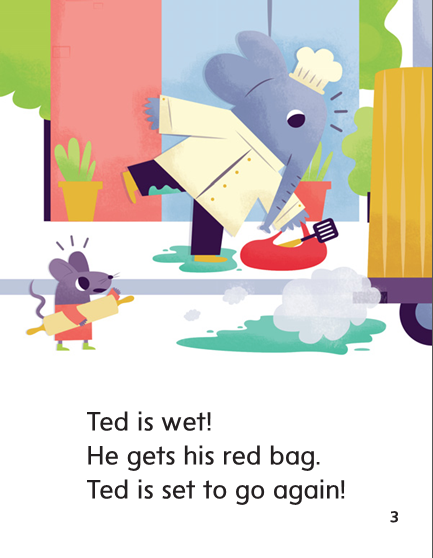 Ted is wet!
He gets his red bag.
Ted is set to go again!
3